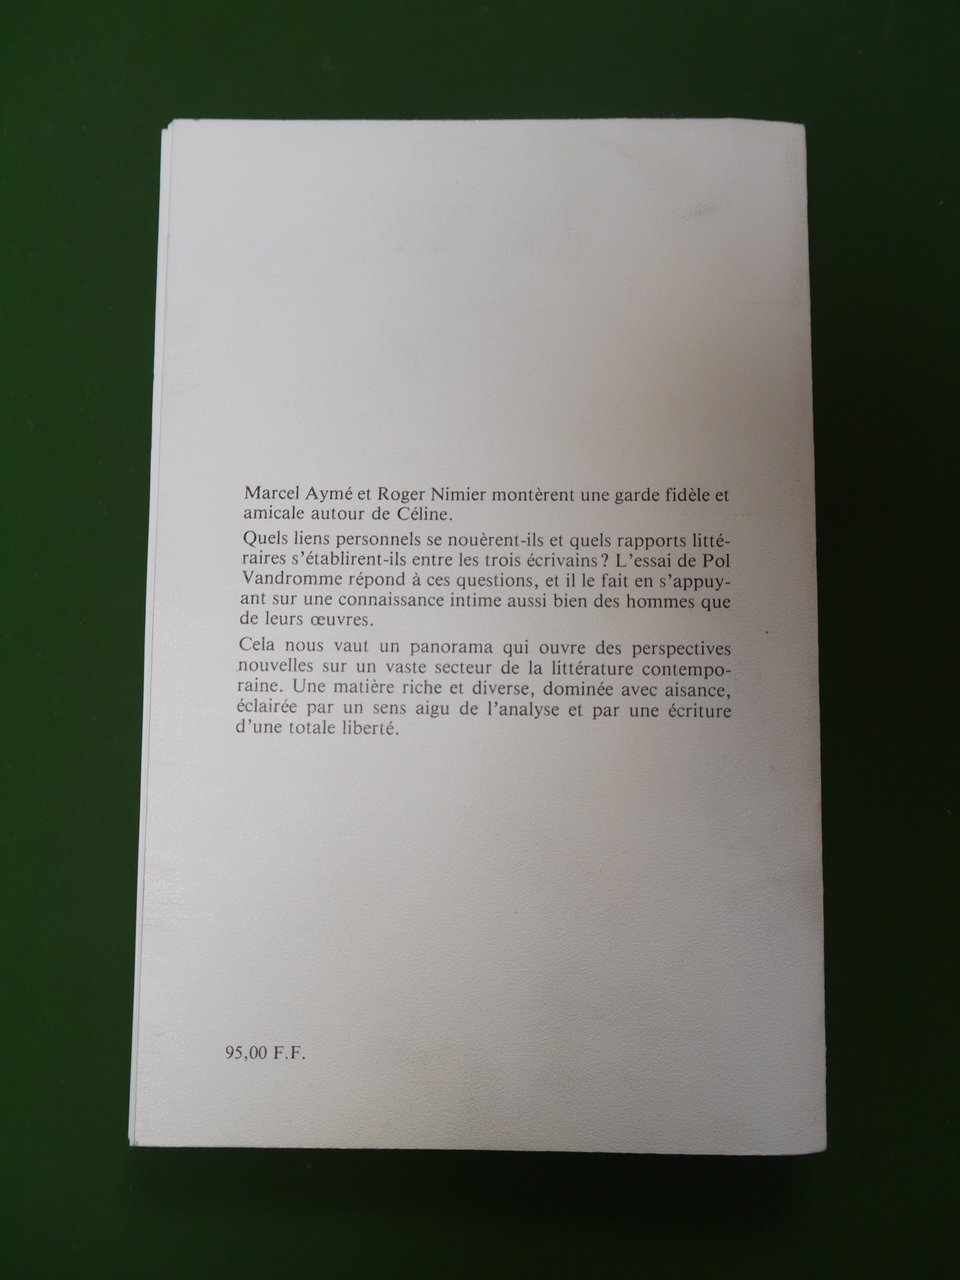 Marcel Aymé et Roger Nimier montèrent une garde fidèle et
amicale autour de Céline.
Quels liens personnels se nouèrent-ils et quels rapports litté-
raires s'établirent-ils entre les trois écrivains? L'essai de Pol
Vandromme répond à ces questions, et il le fait en s'appuy-
ant sur une connaissance intime aussi bien des hommes que
de leurs œuvres.
Cela nous vaut un panorama qui ouvre des perspectives
nouvelles sur un vaste secteur de la littérature contempo-
raine. Une matière riche et diverse, dominée avec aisance,
éclairée par un sens aigu de l'analyse et par une écriture
d'une totale liberté.
95,00 F.F.